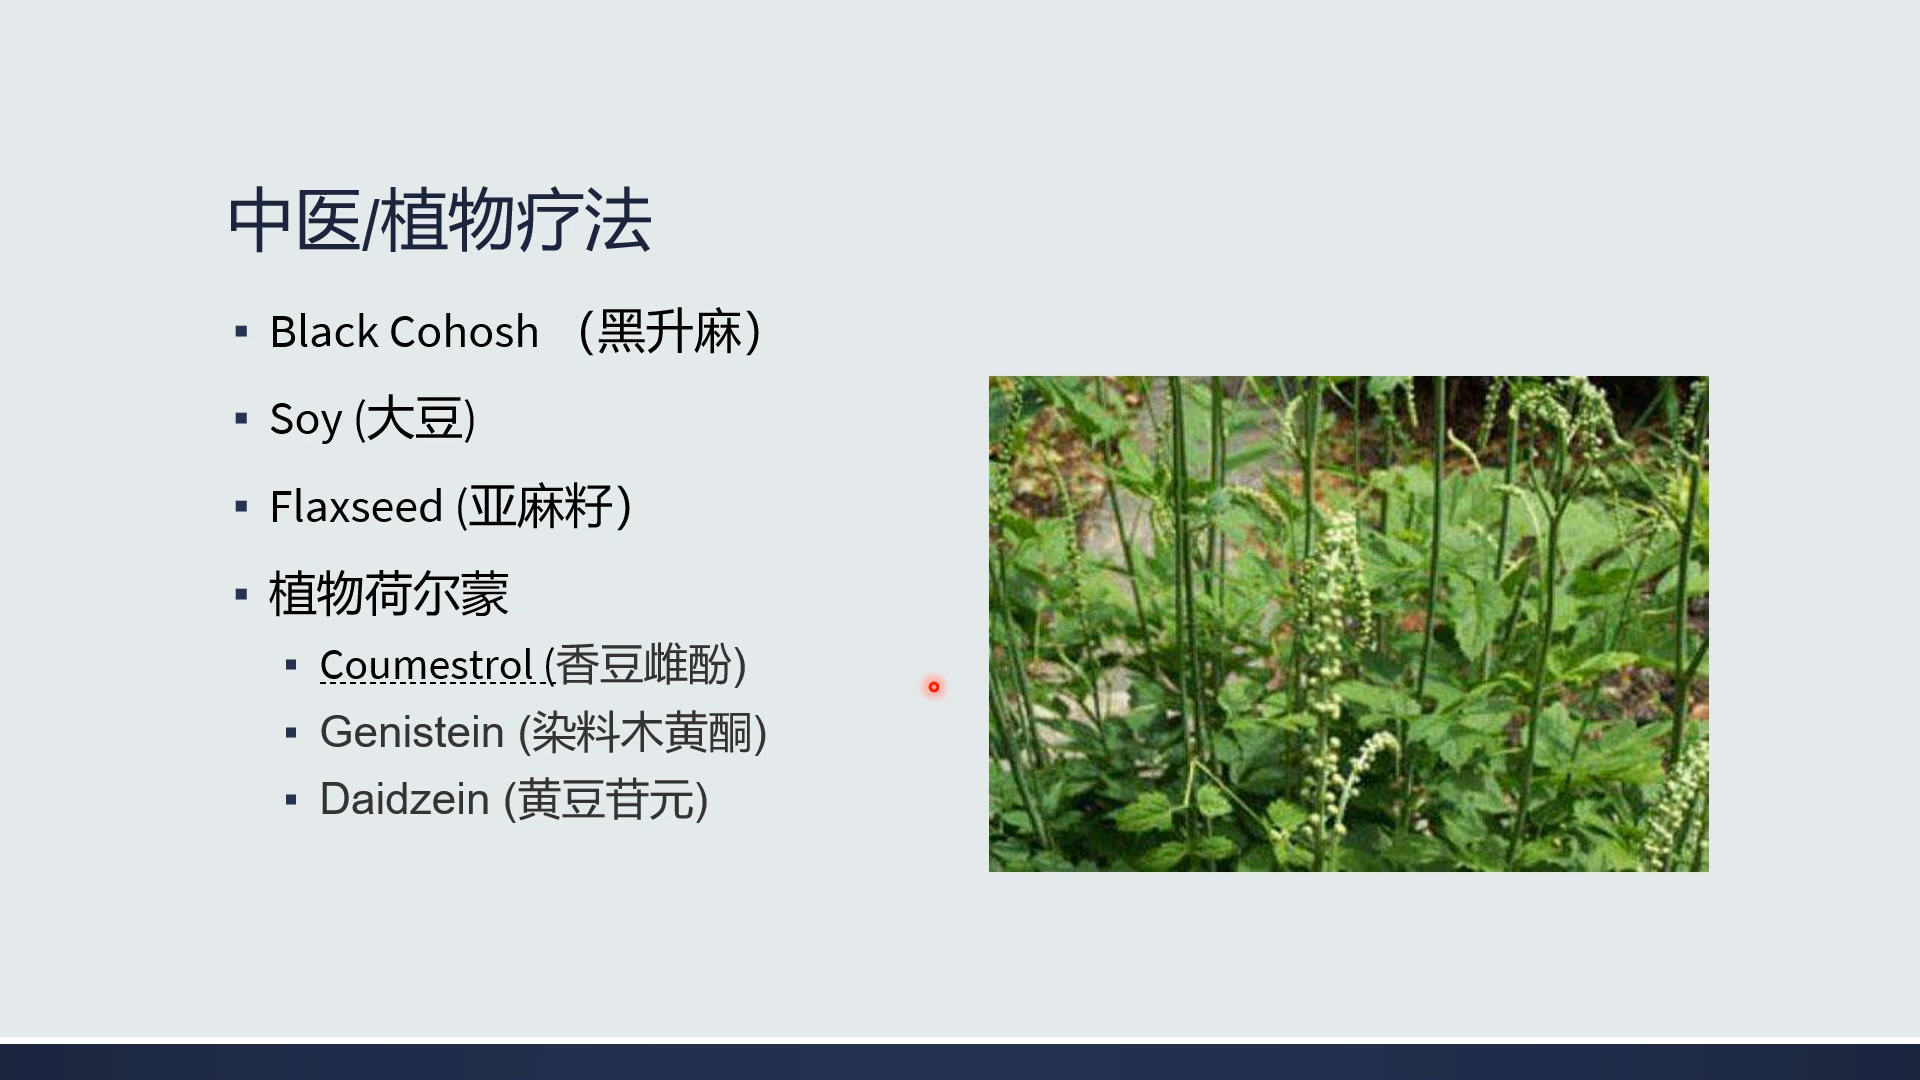 中医/植物疗法
Black Cohosh （黑升麻）
Soy (大豆)
Flaxseed (亚麻籽）
植物荷尔蒙
Coumestrol (香豆雌酚)
Genistein (染料木黄酮)
Daidzein (黄豆苷元)